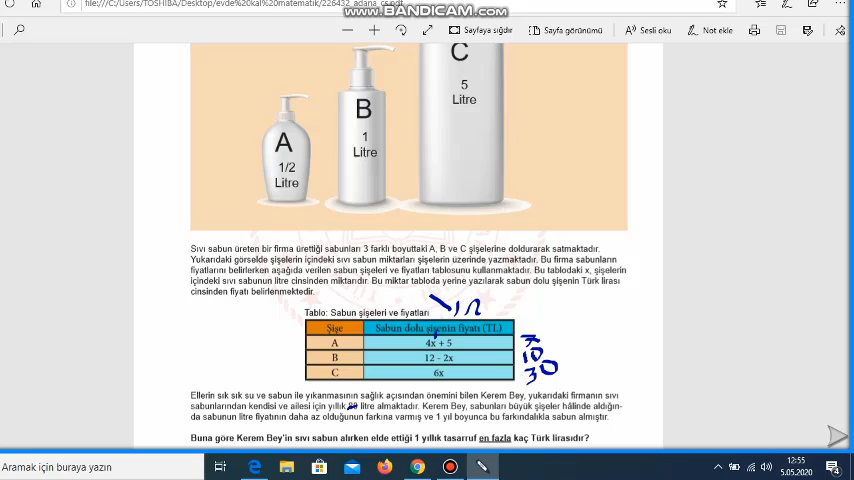 www.BANDICAM.com
file:///C:/Users/TOSHIBA/Desktop/evde%20kal%20matematik/226432_adana_cs.pdf
Sayfaya sığdır
Sayfa görünümü
Sesli oku
Not ekle
A
1/2
Litre
B
1
Litre
C
5
Litre
Sıvı sabun üreten bir firma ürettiği sabunları 3 farklı boyuttaki A, B ve C şişelerine doldurarak satmaktadır.
Yukarıdaki görselde şişelerin içindeki sıvı sabun miktarları şişelerin üzerinde yazmaktadır. Bu firma sabunların
fiyatlarını belirlerken aşağıda verilen sabun şişeleri ve fiyatları tablosunu kullanmaktadır. Bu tablodaki x, şişelerin
içindeki sıvı sabunun litre cinsinden miktarıdır. Bu miktar tabloda yerine yazılarak sabun dolu şişenin Türk lirası
cinsinden fiyatı belirlenmektedir.
Tablo: Sabun şişeleri ve fiyatları
Şişe Sabun dolu şişenin fiyatı (TL)
A 4x + 5
B 12 - 2x 10
C 6x 30
Ellerin sık sık su ve sabun ile yıkanmasının sağlık açısından önemini bilen Kerem Bey, yukarıdaki firmanın sıvı
sabunlarından kendisi ve ailesi için yıllık litre almaktadır. Kerem Bey, sabunları büyük şişeler hâlinde aldığın-
da sabunun litre fiyatının daha az olduğunun farkına varmış ve 1 yıl boyunca bu farkındalıkla sabun almıştır.
Buna göre Kerem Bey'in sıvı sabun alırken elde ettiği 1 yıllık tasarruf en fazla kaç Türk lirasıdır?
Aramak için buraya yazın
12:55
5.05.2020
4